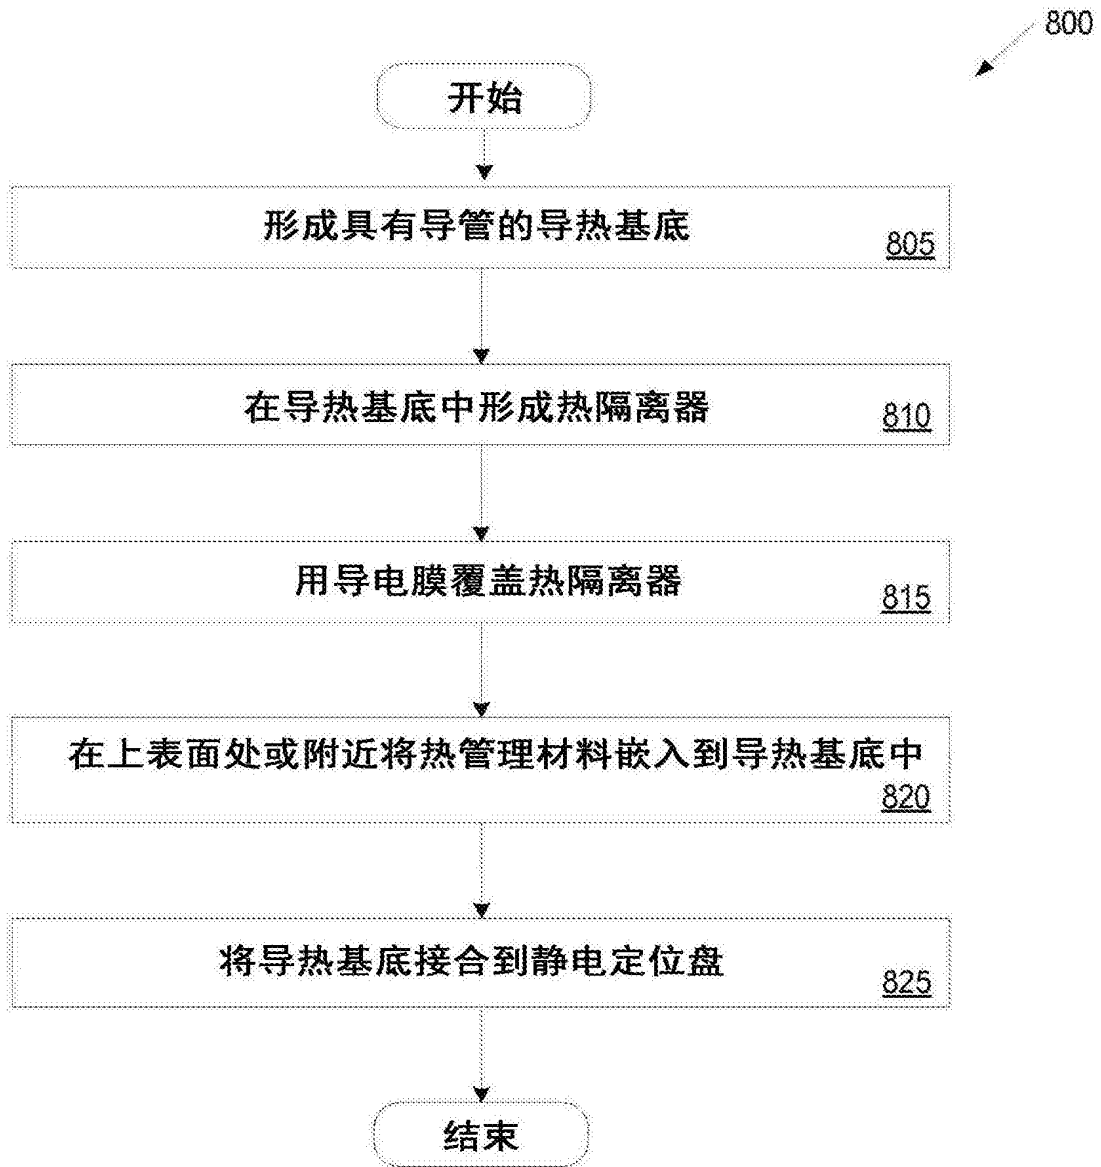 800
开始
形成具有导管的导热基底
805
在导热基底中形成热隔离器
810
用导电膜覆盖热隔离器
815
在上表面处或附近将热管理材料嵌入到导热基底中
820
将导热基底接合到静电定位盘
825
结束